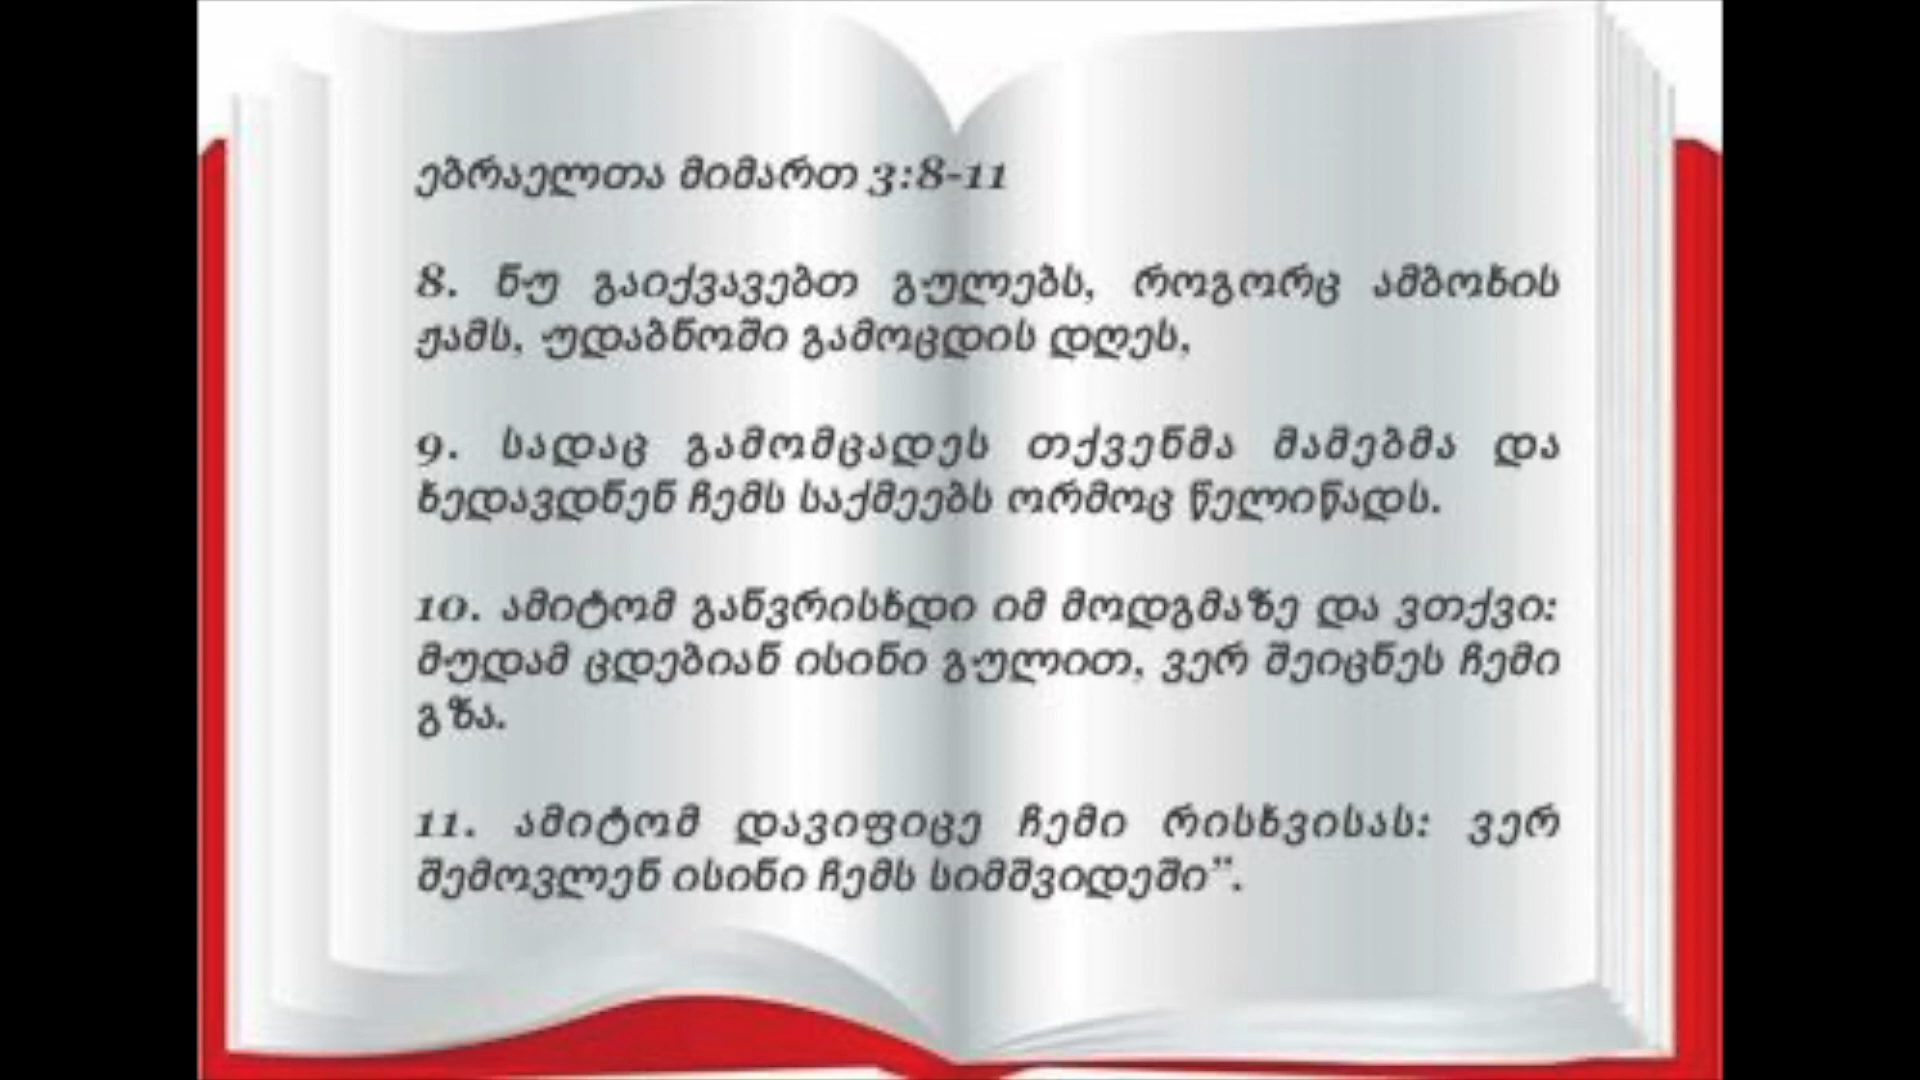 ებრაელთა მიმართ 3:8-11
8. ნუ გაიქვავებთ გულებს, როგორც ამბოხის
ჟამს, უდაბნოში გამოცდის დღეს,
9. სადაც გამომცადეს თქვენმა მამებმა და
ხედავდნენ ჩემს საქმეებს ორმოც წელიწადს.
10. ამიტომ განვრისხდი იმ მოდგმაზე და ვთქვი:
მუდამ ცდებიან ისინი გულით, ვერ შეიცნეს ჩემი
გზა.
11. ამიტომ დავიფიცე ჩემი რისხვისას: ვერ
შემოვლენ ისინი ჩემს სიმშვიდეში”.